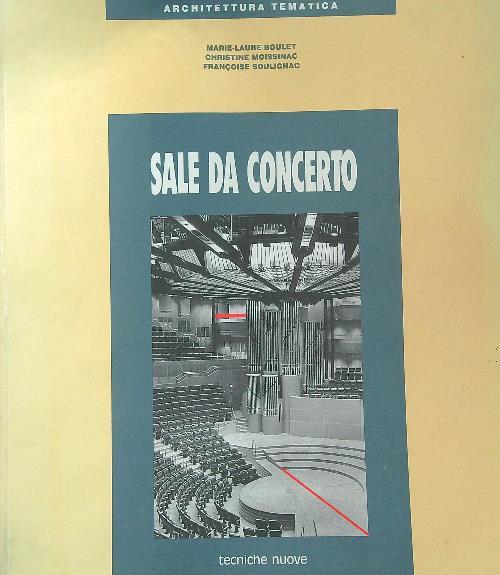 ARCHITETTURA TEMATICA
MARIE-LAURE BOULET
CHRISTINE MOISSINAC
FRANÇOISE SOULIGNAC
SALE DA CONCERTO
tecniche nuove